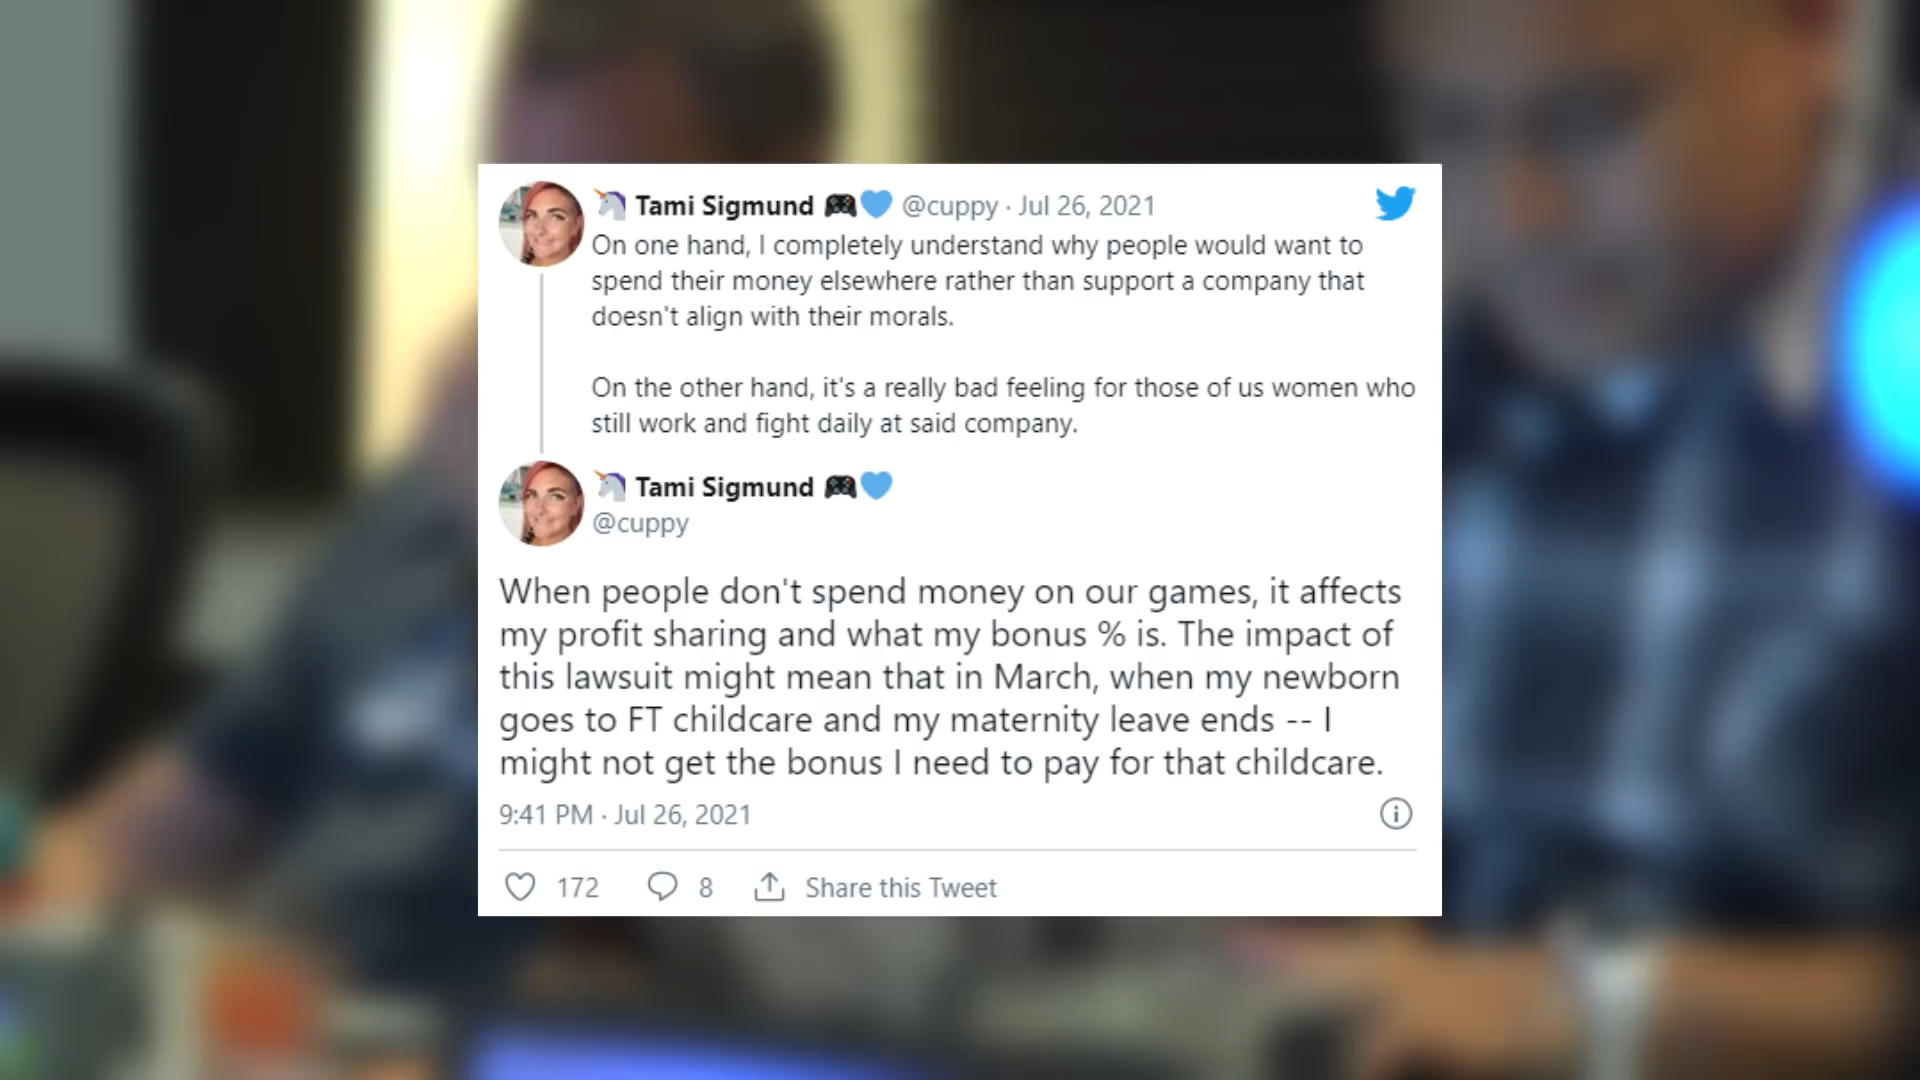 🦄 Tami Sigmund 🎮💙 @cuppy · Jul 26, 2021
On one hand, I completely understand why people would want to
spend their money elsewhere rather than support a company that
doesn't align with their morals.
On the other hand, it's a really bad feeling for those of us women who
still work and fight daily at said company.
🦄 Tami Sigmund 🎮💙
@cuppy
When people don't spend money on our games, it affects
my profit sharing and what my bonus % is. The impact of
this lawsuit might mean that in March, when my newborn
goes to FT childcare and my maternity leave ends -- I
might not get the bonus I need to pay for that childcare.
9:41 PM · Jul 26, 2021
172 8 Share this Tweet